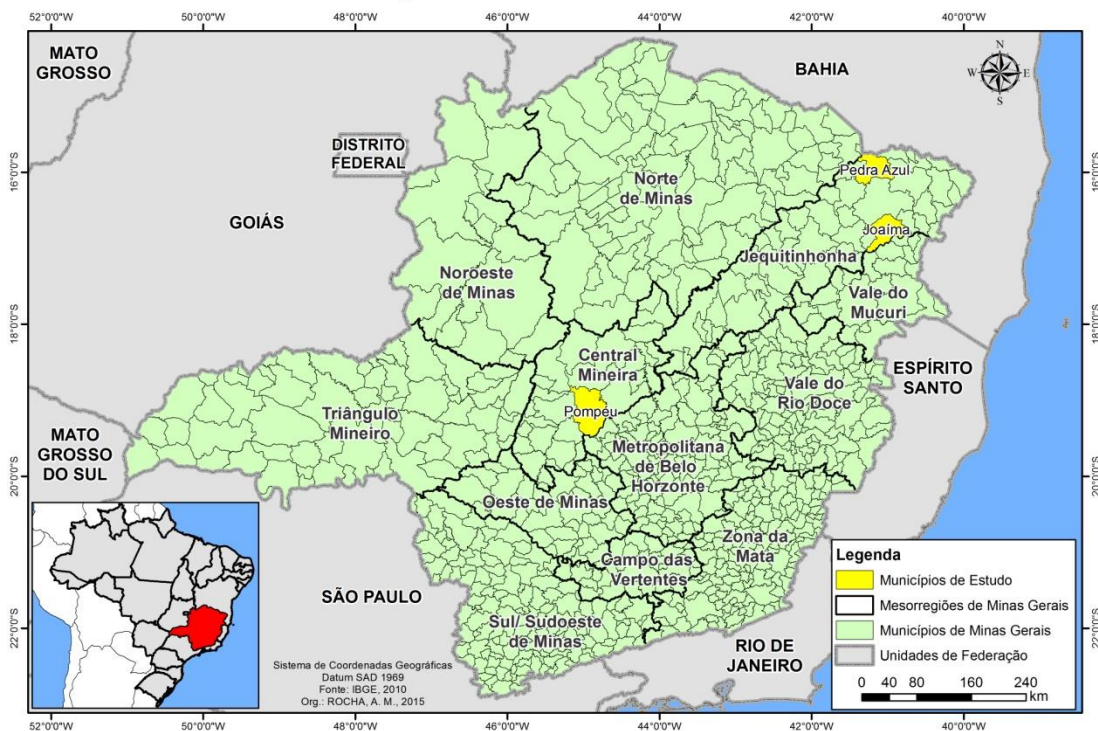 52°0'0"W
50°0'0"W
48°0'0"W
46°0'0"W
44°0'0"W
42°0'0"W
40°0'0"W
MATO
GROSSO
BAHIA
N
W
E
S
DISTRITO
FEDERAL
16°0'0"S
16°0'0"S
Pedra Azul
Norte
de Minas
GOIÁS
Joaíma
Jequitinhonha
Noroeste
de Minas
Vale do
Mucuri
18°0'0"S
18°0'0"S
Central
Mineira
ESPÍRITO
SANTO
Vale do
Rio Doce
Triângulo
Mineiro
Pompéu
MATO
GROSSO
DO SUL
Metropolitana
de Belo
Horzonte
20°0'0"S
20°0'0"S
Oeste de Minas
Zona da
Mata
Campo das
Vertentes
SÃO PAULO
Sul/ Sudoeste
de Minas
22°0'0"S
22°0'0"S
RIO DE
JANEIRO
Legenda
Municípios de Estudo
Mesorregiões de Minas Gerais
Municípios de Minas Gerais
Unidades de Federação
0 40 80 160 240
km
Sistema de Coordenadas Geográficas
Datum SAD 1969
Fonte: IBGE, 2010
Org.: ROCHA, A. M., 2015
52°0'0"W
50°0'0"W
48°0'0"W
46°0'0"W
44°0'0"W
42°0'0"W
40°0'0"W